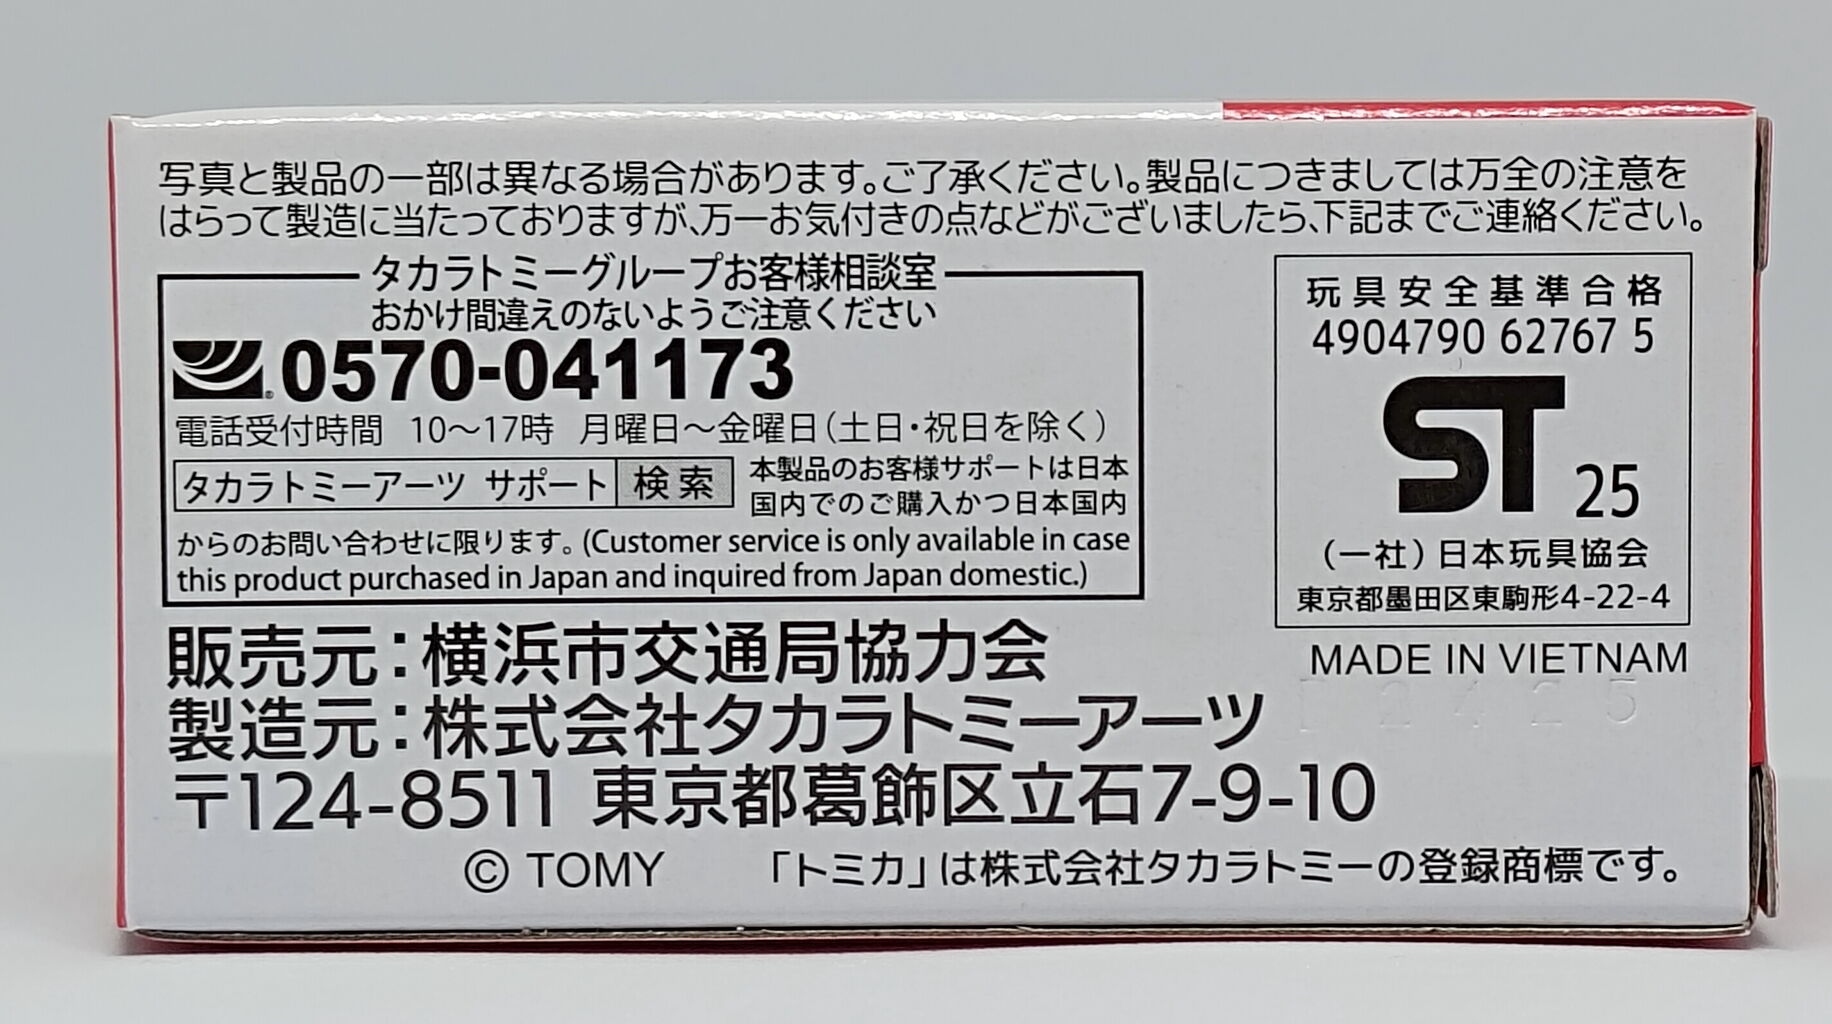 写真と製品の一部は異なる場合があります。ご了承ください。製品につきましては万全の注意を
はらって製造に当たっておりますが、万一お気付きの点などがございましたら、下記までご連絡ください。
タカラトミーグループお客様相談室
おかけ間違えのないようご注意ください
0570-041173
電話受付時間 10〜17時 月曜日〜金曜日(土日・祝日を除く)
タカラトミーアーツ サポート 検索
本製品のお客様サポートは日本
国内でのご購入かつ日本国内
からのお問い合わせに限ります。(Customer service is only available in case
this product purchased in Japan and inquired from Japan domestic.)
玩具安全基準合格
4904790 62767 5
ST 25
(一社)日本玩具協会
東京都墨田区東駒形4-22-4
MADE IN VIETNAM
販売元:横浜市交通局協力会
製造元:株式会社タカラトミーアーツ
〒124-8511 東京都葛飾区立石7-9-10
© TOMY 「トミカ」は株式会社タカラトミーの登録商標です。